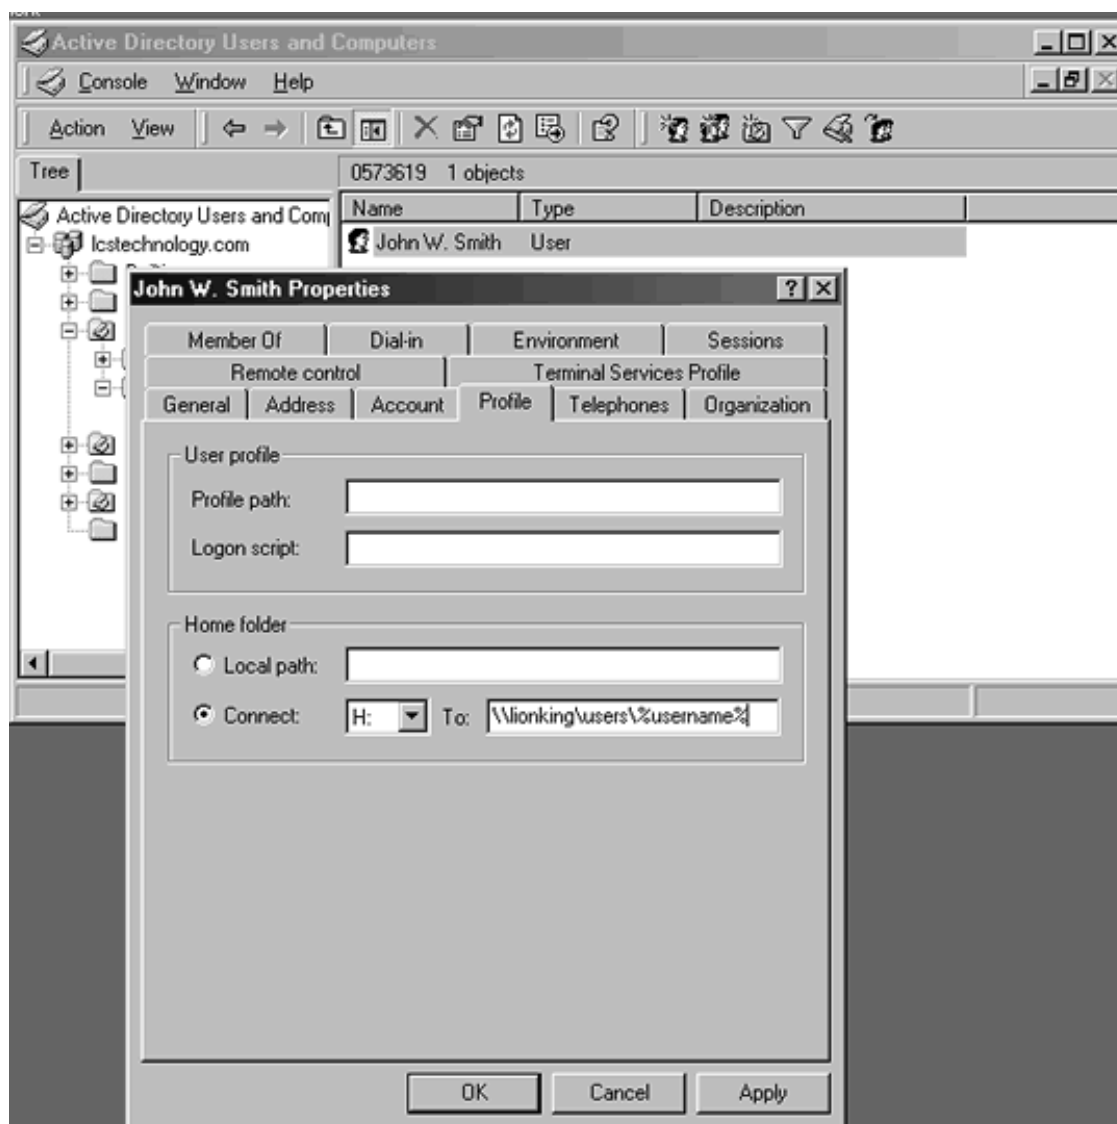 Active Directory Users and Computers
Console Window Help
Action View
Tree
0573619 1 objects
Name Type Description
Active Directory Users and Com
lcstechnology.com
John W. Smith User
John W. Smith Properties
Member Of Dial-in Environment Sessions
Remote control Terminal Services Profile
General Address Account Profile Telephones Organization
User profile
Profile path:
Logon script:
Home folder
Local path:
Connect: H: To: \\lionking\users\%username%
OK Cancel Apply